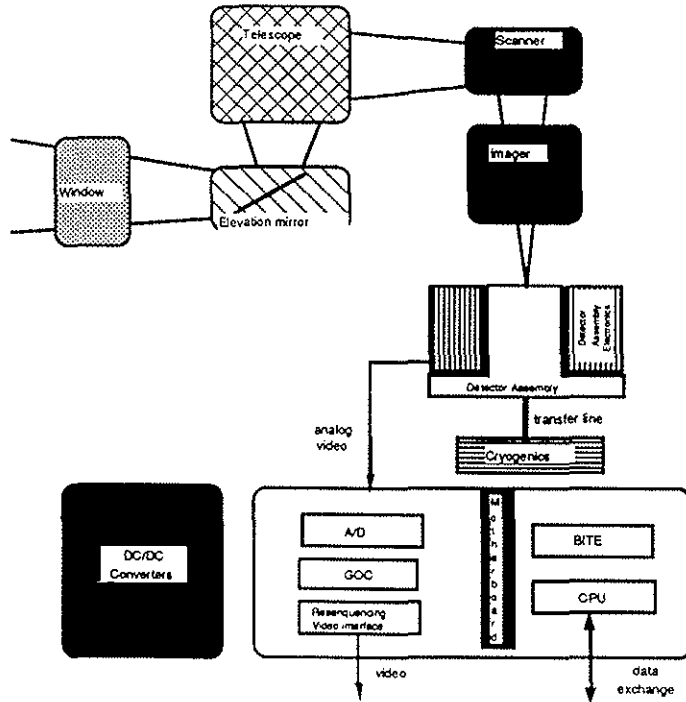 Telescope
Scanner
imager
Window
Elevation mirror
Detector
Assembly
Electronics
Detector Assembly
analog
video
transfer line
Cryogenics
DC/DC
Converters
A/D
GOC
Resenquencing
Video interface
Motherboard
BITE
CPU
video
data
exchange